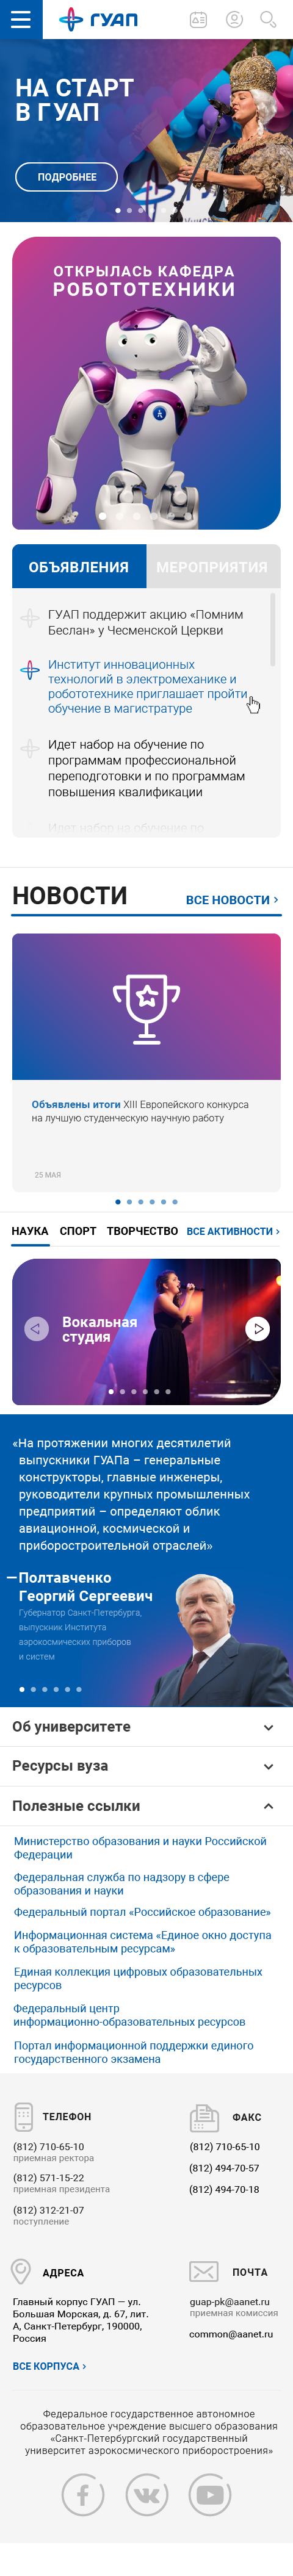 ГУАП
НА СТАРТ
В ГУАП
ПОДРОБНЕЕ
ОТКРЫЛАСЬ КАФЕДРА
РОБОТОТЕХНИКИ
ОБЪЯВЛЕНИЯ
МЕРОПРИЯТИЯ
ГУАП поддержит акцию «Помним
Беслан» у Чесменской Церкви
Институт инновационных
технологий в электромеханике и
робототехнике приглашает пройти
обучение в магистратуре
Идет набор на обучение по
программам профессиональной
переподготовки и по программам
повышения квалификации
Идет набор на обучение по
НОВОСТИ
ВСЕ НОВОСТИ
Объявлены итоги XIII Европейского конкурса
на лучшую студенческую научную работу
25 МАЯ
НАУКА СПОРТ ТВОРЧЕСТВО ВСЕ АКТИВНОСТИ
Вокальная
студия
«На протяжении многих десятилетий
выпускники ГУАПа – генеральные
конструкторы, главные инженеры,
руководители крупных промышленных
предприятий – определяют облик
авиационной, космической и
приборостроительной отраслей»
—Полтавченко
Георгий Сергеевич
Губернатор Санкт-Петербурга,
выпускник Института
аэрокосмических приборов
и систем
Об университете
Ресурсы вуза
Полезные ссылки
Министерство образования и науки Российской
Федерации
Федеральная служба по надзору в сфере
образования и науки
Федеральный портал «Российское образование»
Информационная система «Единое окно доступа
к образовательным ресурсам»
Единая коллекция цифровых образовательных
ресурсов
Федеральный центр
информационно-образовательных ресурсов
Портал информационной поддержки единого
государственного экзамена
ТЕЛЕФОН
(812) 710-65-10
приемная ректора
(812) 571-15-22
приемная президента
(812) 312-21-07
поступление
ФАКС
(812) 710-65-10
(812) 494-70-57
(812) 494-70-18
АДРЕСА
Главный корпус ГУАП — ул.
Большая Морская, д. 67, лит.
А, Санкт-Петербург, 190000,
Россия
ВСЕ КОРПУСА
ПОЧТА
guap-pk@aanet.ru
приемная комиссия
common@aanet.ru
Федеральное государственное автономное
образовательное учреждение высшего образования
«Санкт-Петербургский государственный
университет аэрокосмического приборостроения»